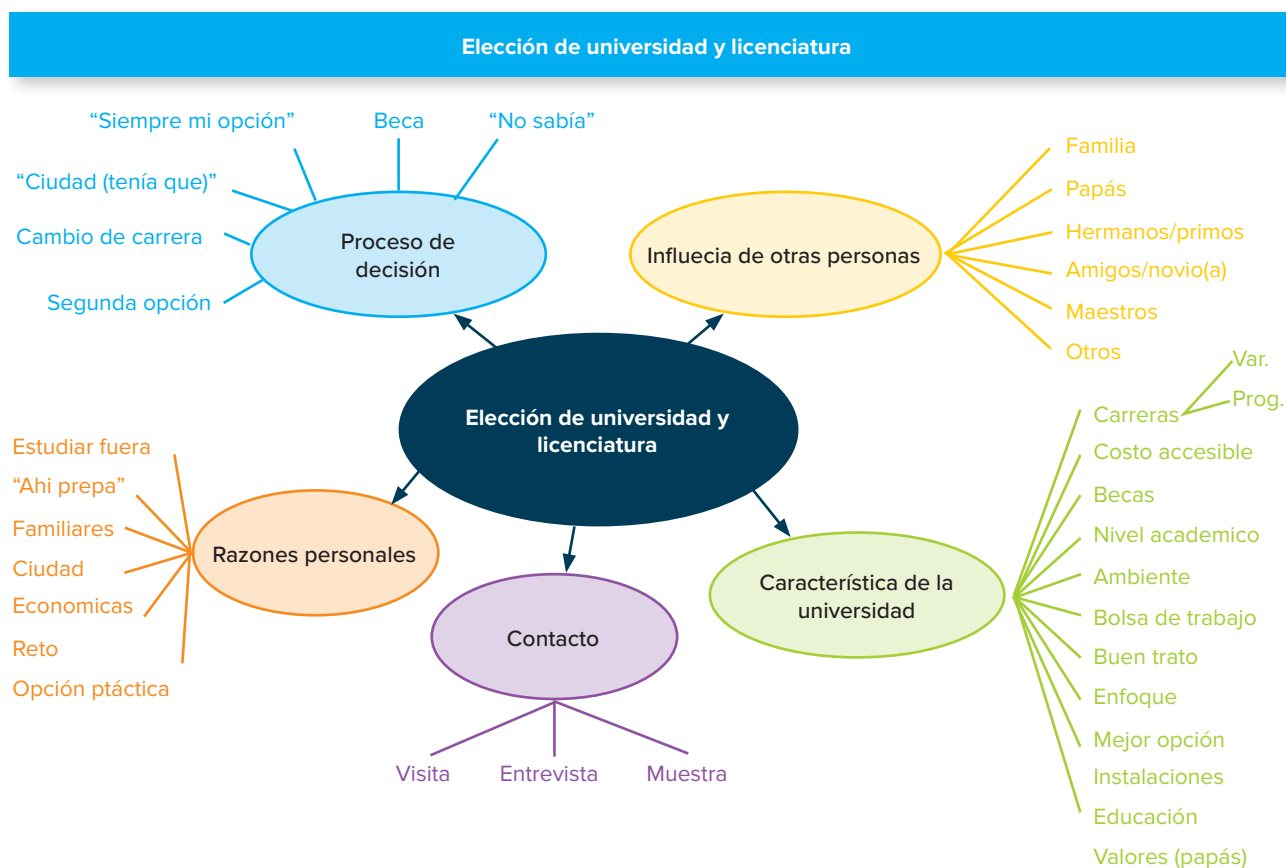 Elección de universidad y licenciatura
“Siempre mi opción”
Beca
“No sabía”
“Ciudad (tenía que)”
Cambio de carrera
Segunda opción
Proceso de
decisión
Influecia de otras personas
Familia
Papás
Hermanos/primos
Amigos/novio(a)
Maestros
Otros
Elección de universidad y
licenciatura
Var.
Prog.
Carreras
Costo accesible
Becas
Nivel academico
Ambiente
Bolsa de trabajo
Buen trato
Enfoque
Mejor opción
Instalaciones
Educación
Valores (papás)
Característica de la
universidad
Estudiar fuera
“Ahi prepa”
Familiares
Ciudad
Economicas
Reto
Opción ptáctica
Razones personales
Contacto
Visita
Entrevista
Muestra